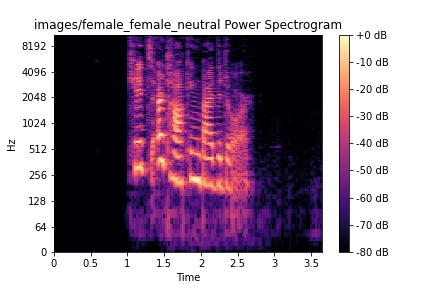 images/female_female_neutral Power Spectrogram
+0 dB
8192
-10 dB
4096
-20 dB
2048
-30 dB
1024
Hz
512
-40 dB
256
-50 dB
128
-60 dB
64
-70 dB
0
-80 dB
0 0.5 1 1.5 2 2.5 3 3.5
Time